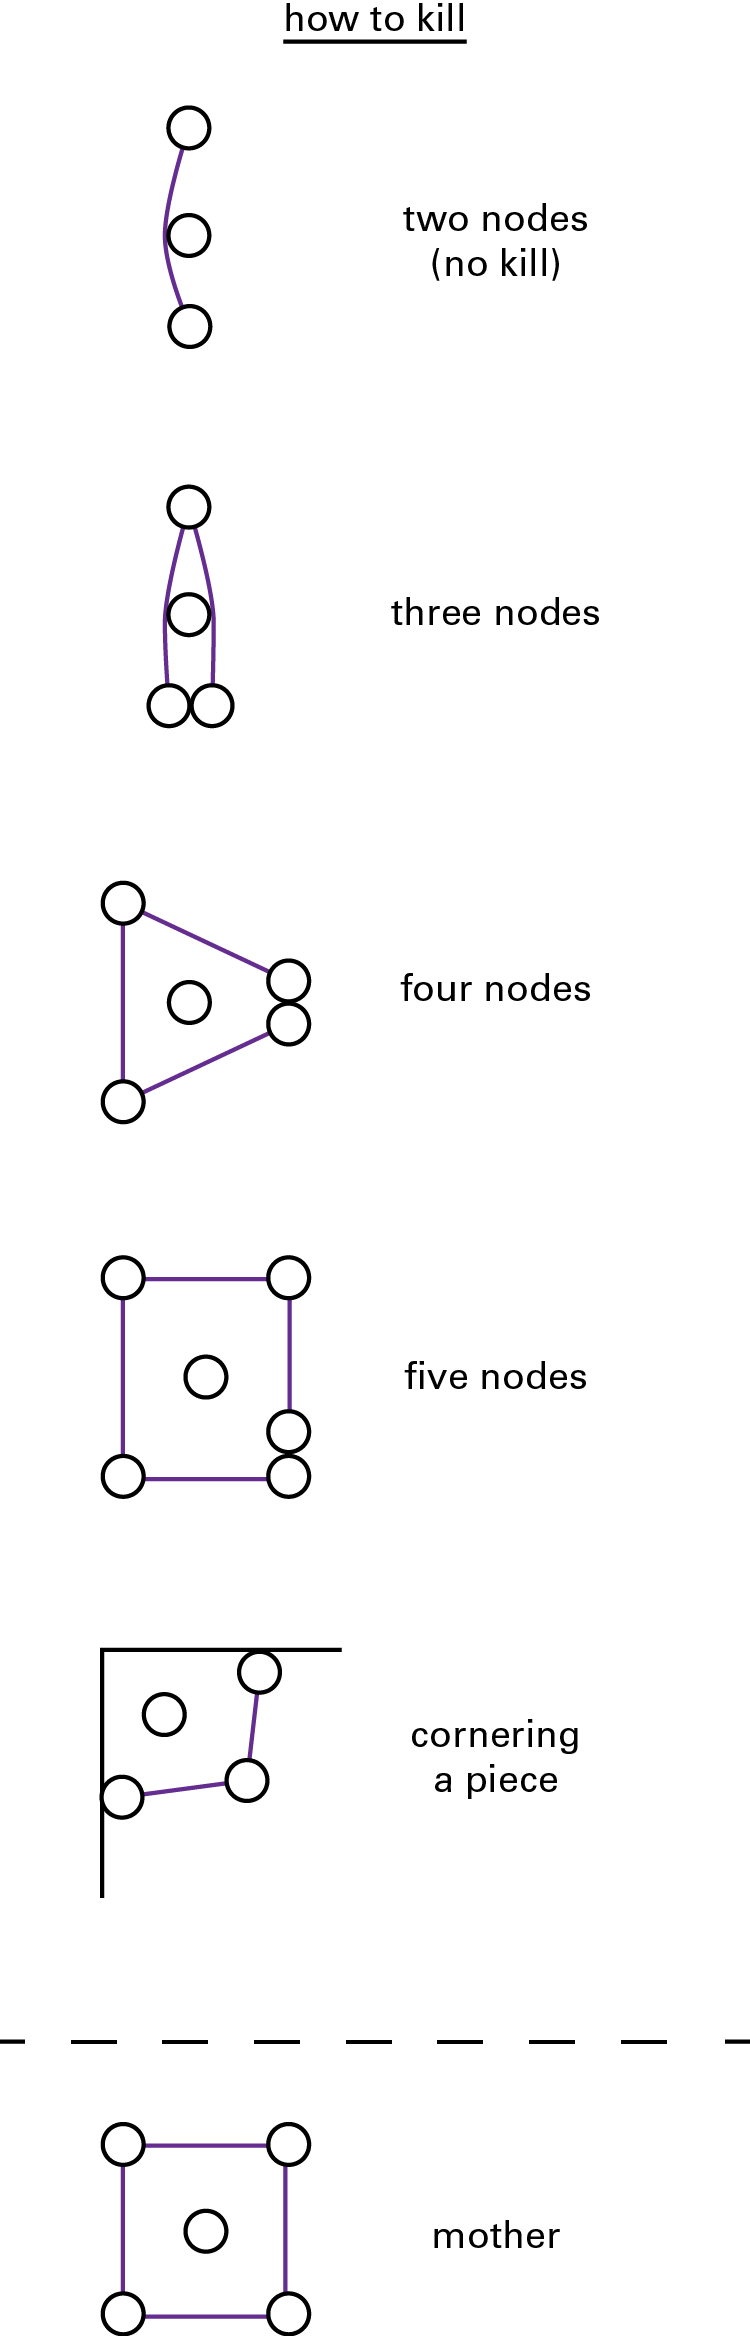 how to kill
two nodes
(no kill)
three nodes
four nodes
five nodes
cornering
a piece
mother